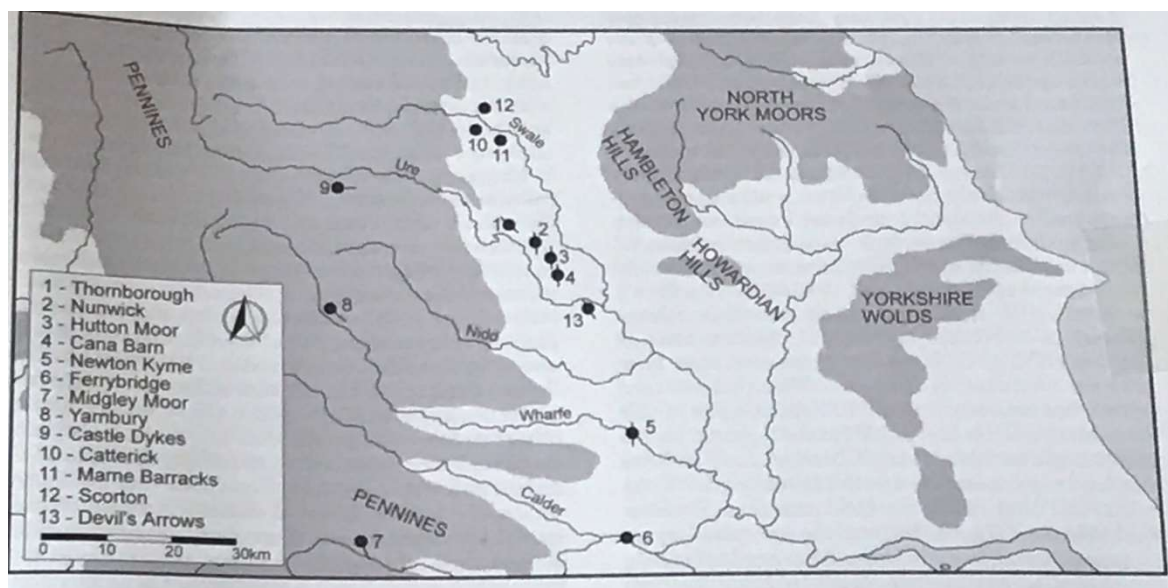 PENNINES
NORTH
YORK MOORS
HAMBLETON
HILLS
HOWARDIAN
HILLS
YORKSHIRE
WOLDS
12
10
11
Swale
Ure
9
1
2
3
4
13
8
Nidd
Wharfe
5
Calder
6
PENNINES
7
1 - Thornborough
2 - Nunwick
3 - Hutton Moor
4 - Cana Barn
5 - Newton Kyme
6 - Ferrybridge
7 - Midgley Moor
8 - Yarnbury
9 - Castle Dykes
10 - Catterick
11 - Marne Barracks
12 - Scorton
13 - Devil's Arrows
0 10 20 30km